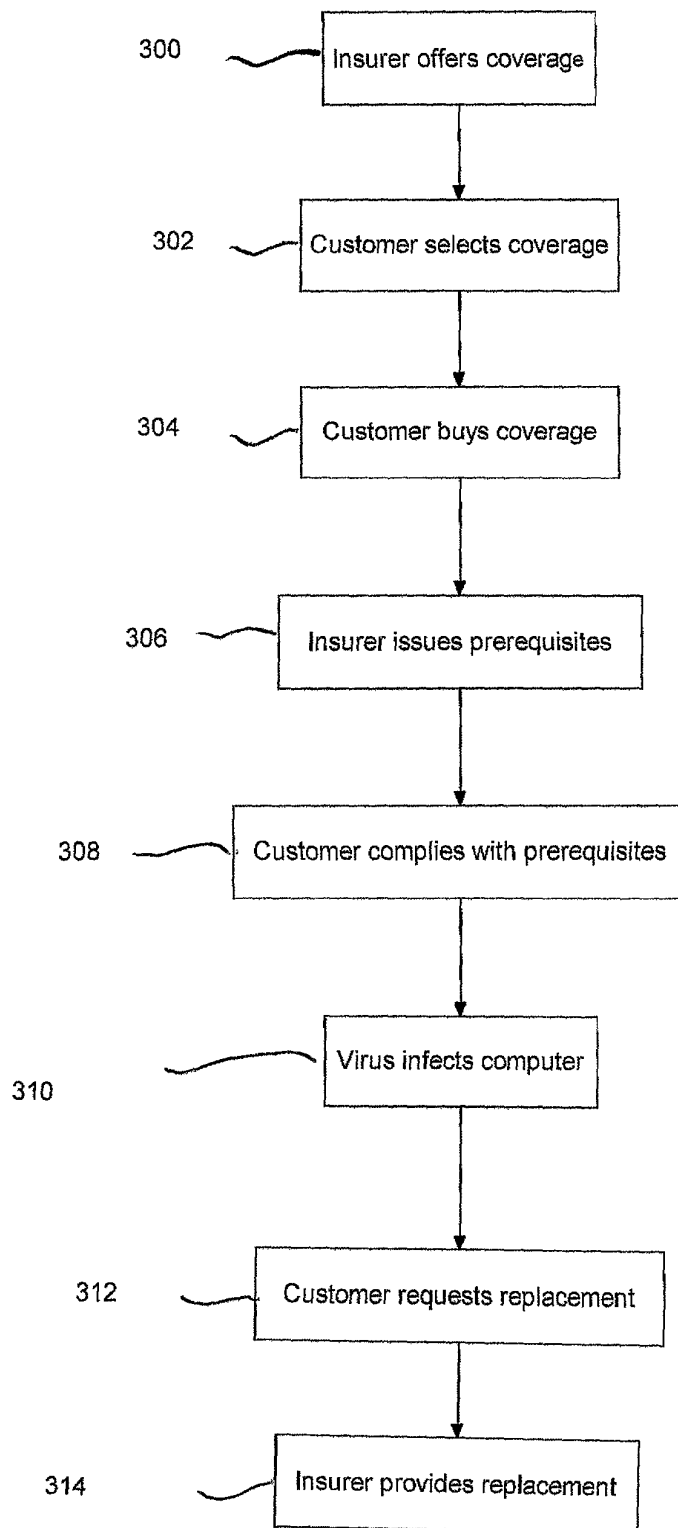 300 Insurer offers coverage
302 Customer selects coverage
304 Customer buys coverage
306 Insurer issues prerequisites
308 Customer complies with prerequisites
310 Virus infects computer
312 Customer requests replacement
314 Insurer provides replacement